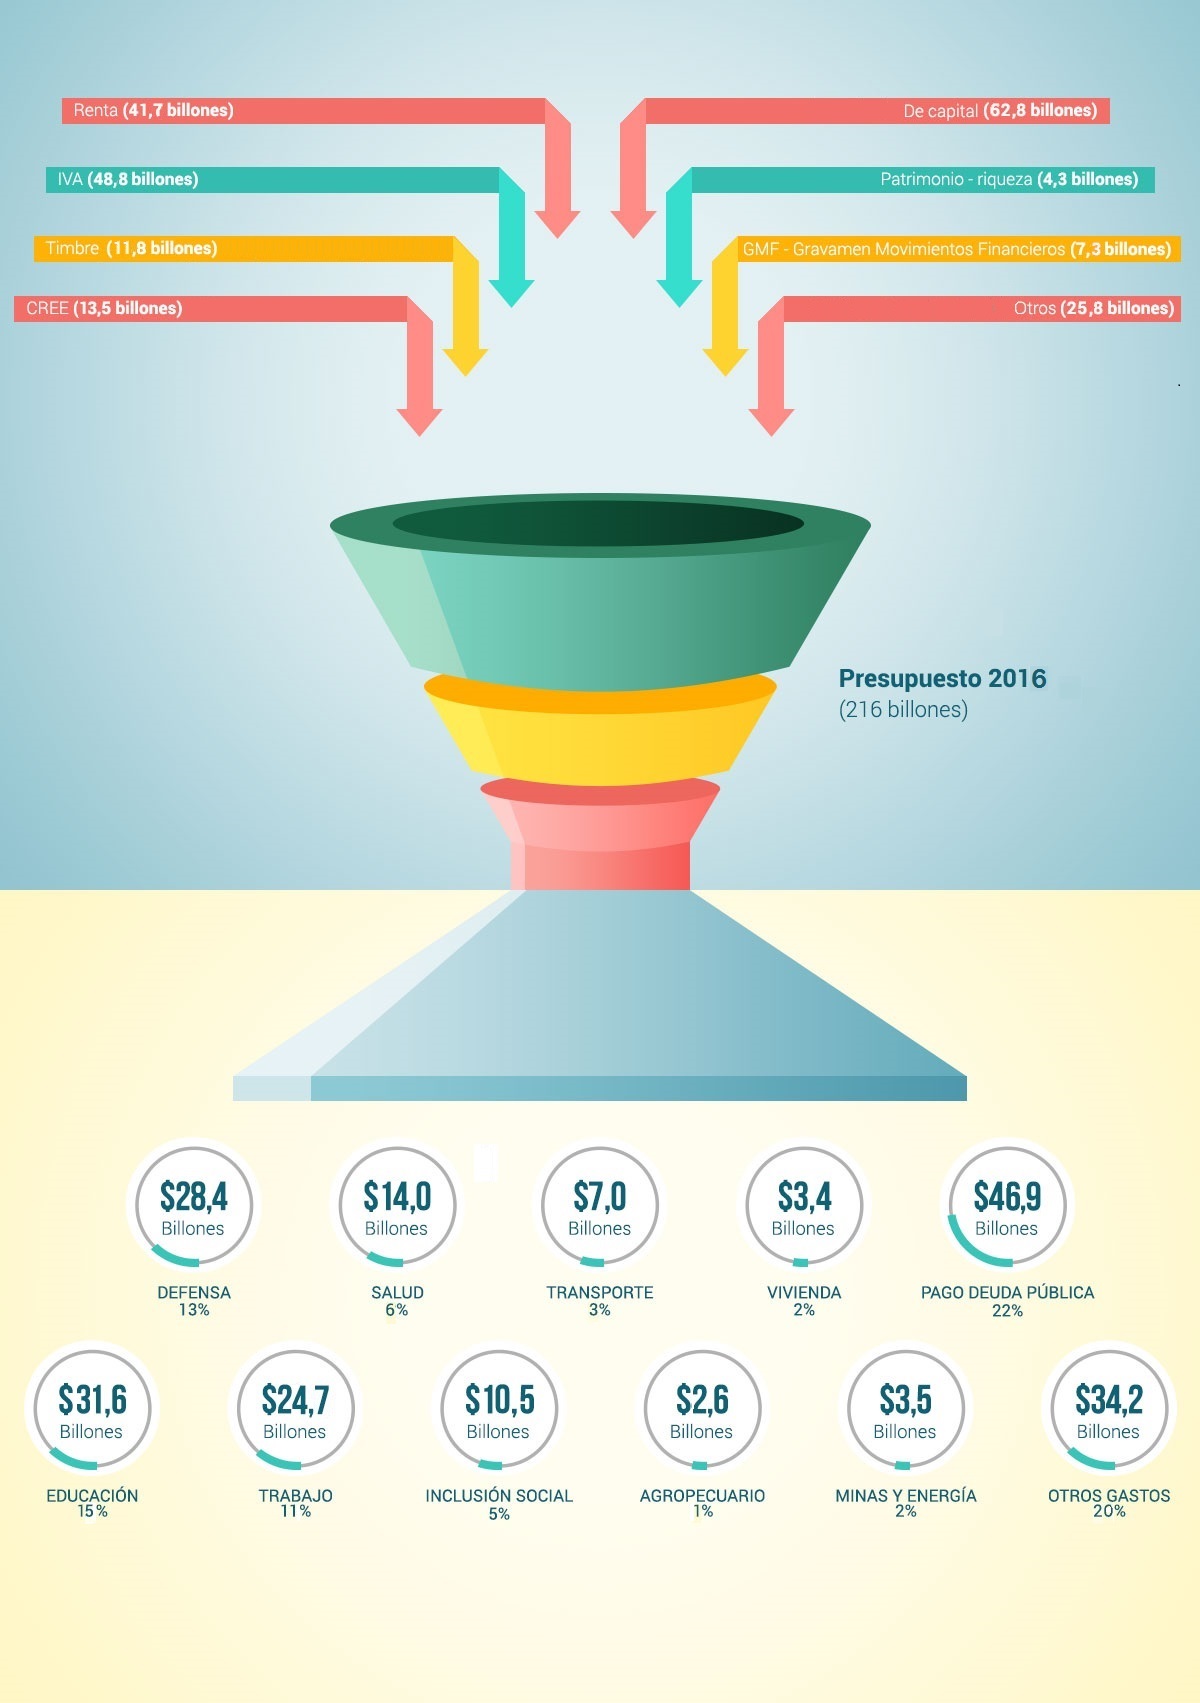 Renta (41,7 billones)
De capital (62,8 billones)
IVA (48,8 billones)
Patrimonio - riqueza (4,3 billones)
Timbre (11,8 billones)
GMF - Gravamen Movimientos Financieros (7,3 billones)
CREE (13,5 billones)
Otros (25,8 billones)
.
Presupuesto 2016
(216 billones)
$28,4
Billones
DEFENSA
13%
$14,0
Billones
SALUD
6%
$7,0
Billones
TRANSPORTE
3%
$3,4
Billones
VIVIENDA
2%
$46,9
Billones
PAGO DEUDA PÚBLICA
22%
$31,6
Billones
EDUCACIÓN
15%
$24,7
Billones
TRABAJO
11%
$10,5
Billones
INCLUSIÓN SOCIAL
5%
$2,6
Billones
AGROPECUARIO
1%
$3,5
Billones
MINAS Y ENERGÍA
2%
$34,2
Billones
OTROS GASTOS
20%